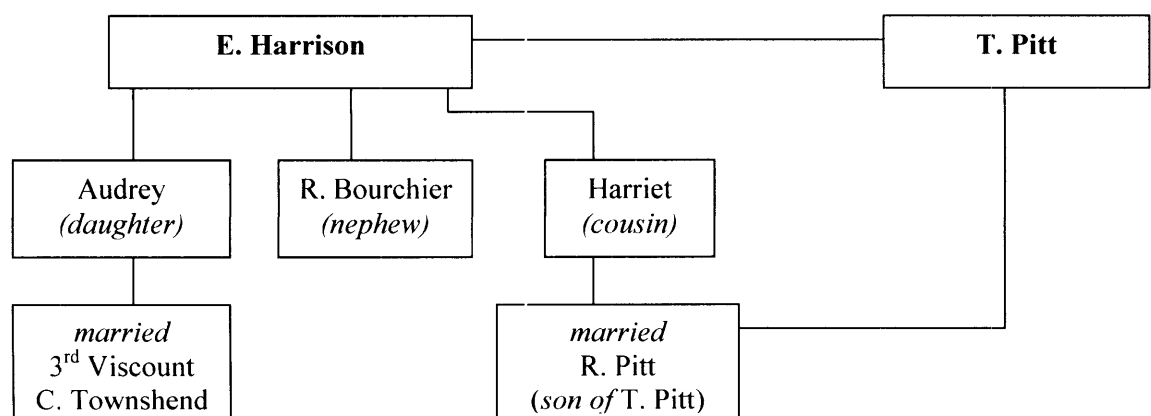 E. Harrison
T. Pitt
Audrey
(daughter)
R. Bourchier
(nephew)
Harriet
(cousin)
married
3rd Viscount
C. Townshend
married
R. Pitt
(son of T. Pitt)